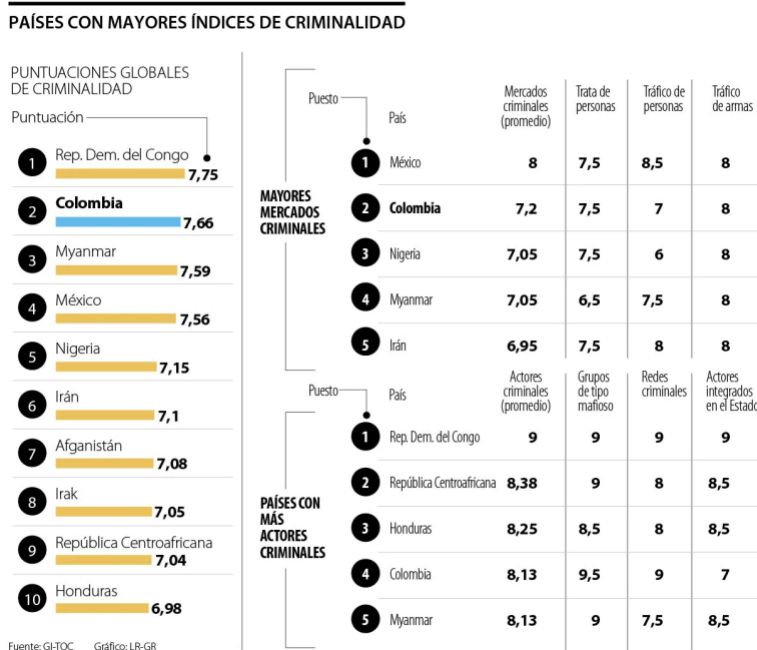 PAÍSES CON MAYORES ÍNDICES DE CRIMINALIDAD
PUNTUACIONES GLOBALES
DE CRIMINALIDAD
Puntuación
1 Rep. Dem. del Congo
7,75
2 Colombia
7,66
3 Myanmar
7,59
4 México
7,56
5 Nigeria
7,15
6 Irán
7,1
7 Afganistán
7,08
8 Irak
7,05
9 República Centroafricana
7,04
10 Honduras
6,98
Fuente: GI-TOC Gráfico: LR-GR
MAYORES
MERCADOS
CRIMINALES
Puesto
País
Mercados
criminales
(promedio)
Trata de
personas
Tráfico de
personas
Tráfico
de armas
1 México 8 7,5 8,5 8
2 Colombia 7,2 7,5 7 8
3 Nigeria 7,05 7,5 6 8
4 Myanmar 7,05 6,5 7,5 8
5 Irán 6,95 7,5 8 8
PAÍSES CON
MÁS
ACTORES
CRIMINALES
Puesto
País
Actores
criminales
(promedio)
Grupos
de tipo
mafioso
Redes
criminales
Actores
integrados
en el Estado
1 Rep. Dem. del Congo 9 9 9 9
2 República Centroafricana 8,38 9 8 8,5
3 Honduras 8,25 8,5 8 8,5
4 Colombia 8,13 9,5 9 7
5 Myanmar 8,13 9 7,5 8,5